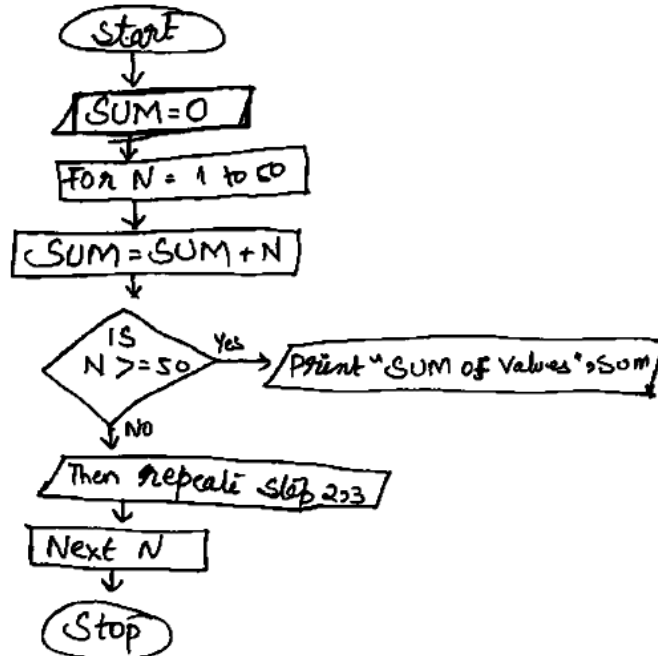 Start
SUM=0
For N = 1 to 50
SUM = SUM + N
IS
N >= 50
Yes
Print "SUM of Values", SUM
NO
Then repeate step 2,3
Next N
Stop